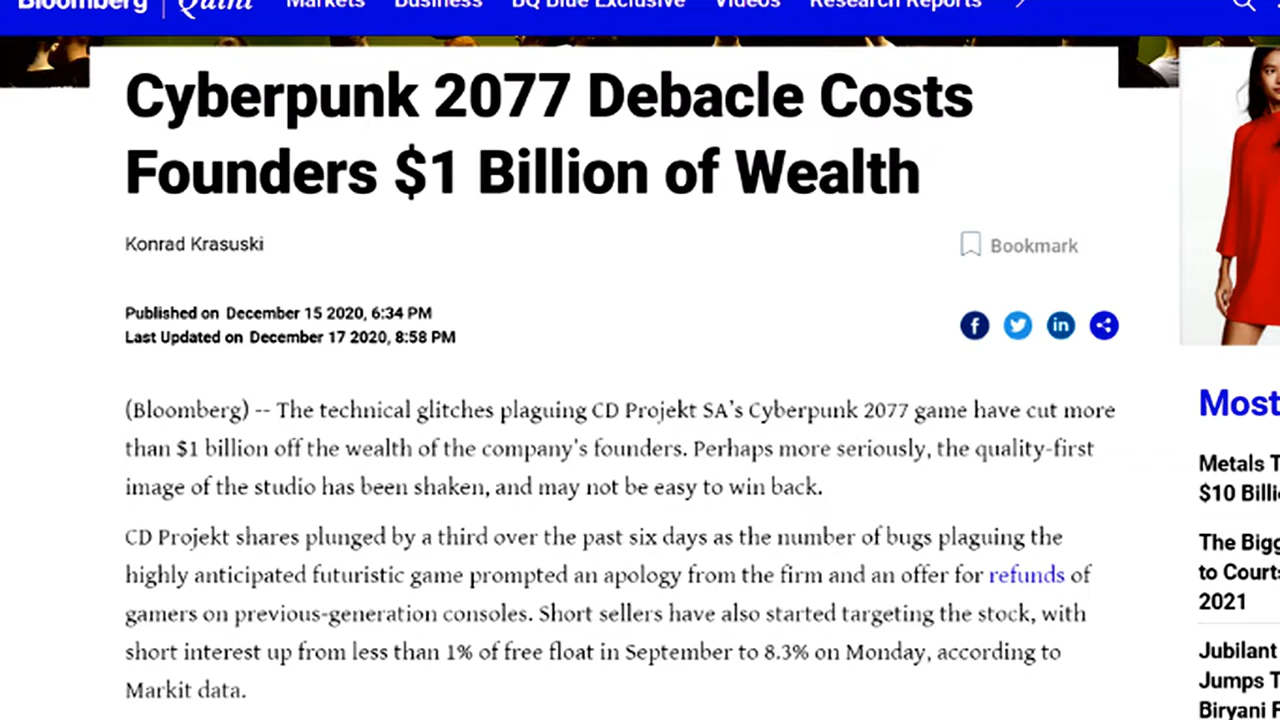 Bloomberg | Quint Markets Business BQ Blue Exclusive Videos Research Reports
Cyberpunk 2077 Debacle Costs
Founders $1 Billion of Wealth
Konrad Krasuski
Bookmark
Published on December 15 2020, 6:34 PM
Last Updated on December 17 2020, 8:58 PM
(Bloomberg) -- The technical glitches plaguing CD Projekt SA's Cyberpunk 2077 game have cut more
than $1 billion off the wealth of the company's founders. Perhaps more seriously, the quality-first
image of the studio has been shaken, and may not be easy to win back.
CD Projekt shares plunged by a third over the past six days as the number of bugs plaguing the
highly anticipated futuristic game prompted an apology from the firm and an offer for refunds of
gamers on previous-generation consoles. Short sellers have also started targeting the stock, with
short interest up from less than 1% of free float in September to 8.3% on Monday, according to
Markit data.
Most
Metals T
$10 Billi
The Bigg
to Courts
2021
Jubilant
Jumps T
Biryani F